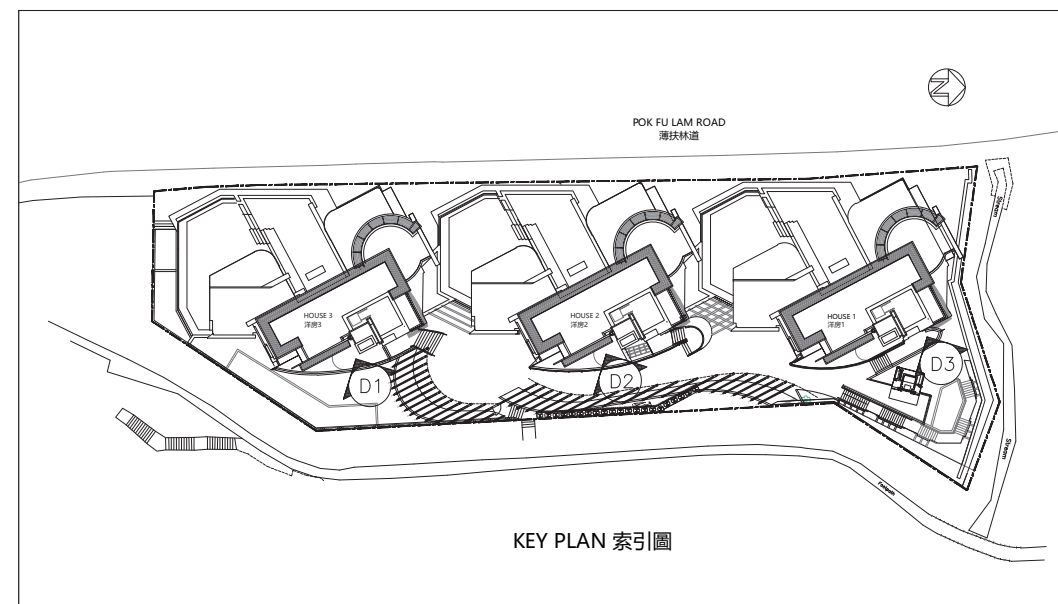 POK FU LAM ROAD
薄扶林道
N
Stream
HOUSE 3
洋房3
HOUSE 2
洋房2
HOUSE 1
洋房1
D1
D2
D3
Stream
Footpath
KEY PLAN 索引圖